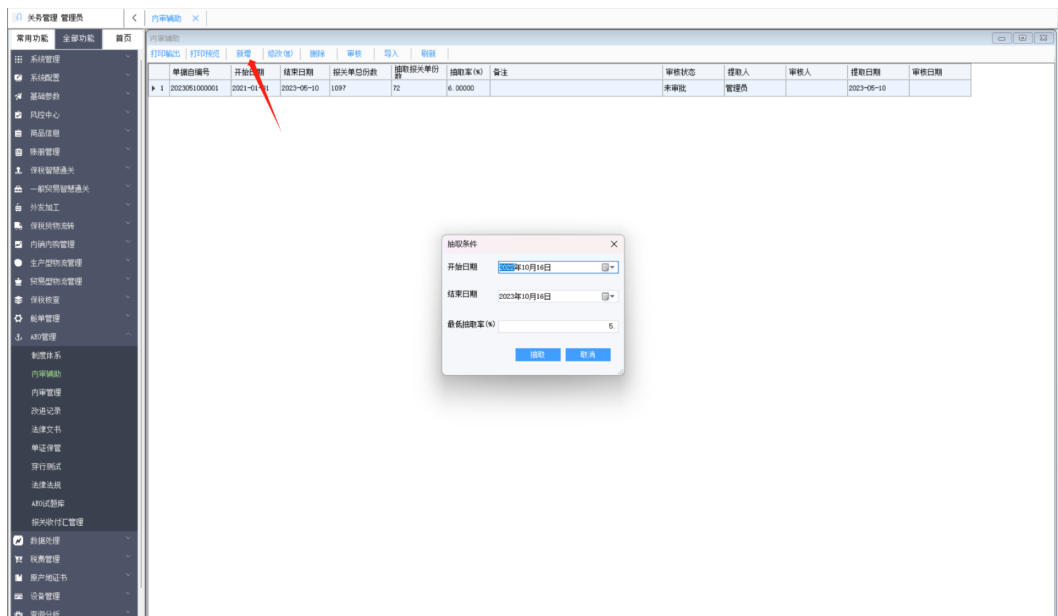 关务管理 管理员
内审辅助 ×
常用功能 全部功能 首页
内审辅助
打印输出 打印预览 新增 修改(M) 删除 审核 导入 刷新
单据自编号 开始日期 结束日期 报关单总份数 抽取报关单份数 抽取率(%) 备注 审核状态 提取人 审核人 提取日期 审核日期
1 2023051000001 2021-01-01 2023-05-10 1097 72 6.00000 未审批 管理员 2023-05-10
系统管理
系统配置
基础参数
风控中心
商品信息
账册管理
保税智慧通关
一般贸易智慧通关
外发加工
保税货物流转
内销内购管理
生产型物流管理
贸易型物流管理
保税核查
舱单管理
AEO管理
制度体系
内审辅助
内审管理
改进记录
法律文书
单证保管
穿行测试
法律法规
AEO试题库
报关收付汇管理
数据处理
税费管理
原产地证书
设备管理
查询分析
抽取条件
开始日期 2022年10月16日
结束日期 2023年10月16日
最低抽取率(%) 5.
抽取 取消